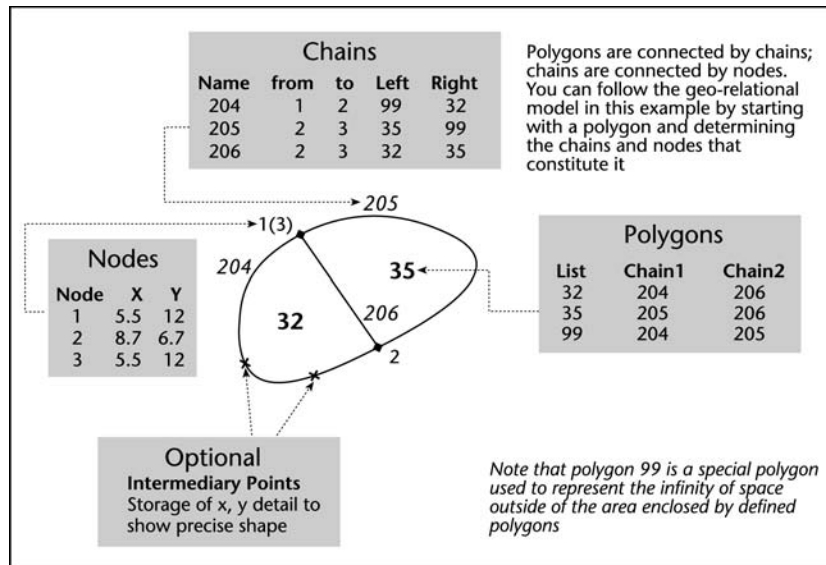 Chains
Name from to Left Right
204 1 2 99 32
205 2 3 35 99
206 2 3 32 35
Polygons are connected by chains;
chains are connected by nodes.
You can follow the geo-relational
model in this example by starting
with a polygon and determining
the chains and nodes that
constitute it
205
1(3)
204
35
206
32
2
Nodes
Node X Y
1 5.5 12
2 8.7 6.7
3 5.5 12
Polygons
List Chain1 Chain2
32 204 206
35 205 206
99 204 205
Optional
Intermediary Points
Storage of x, y detail to
show precise shape
Note that polygon 99 is a special polygon
used to represent the infinity of space
outside of the area enclosed by defined
polygons